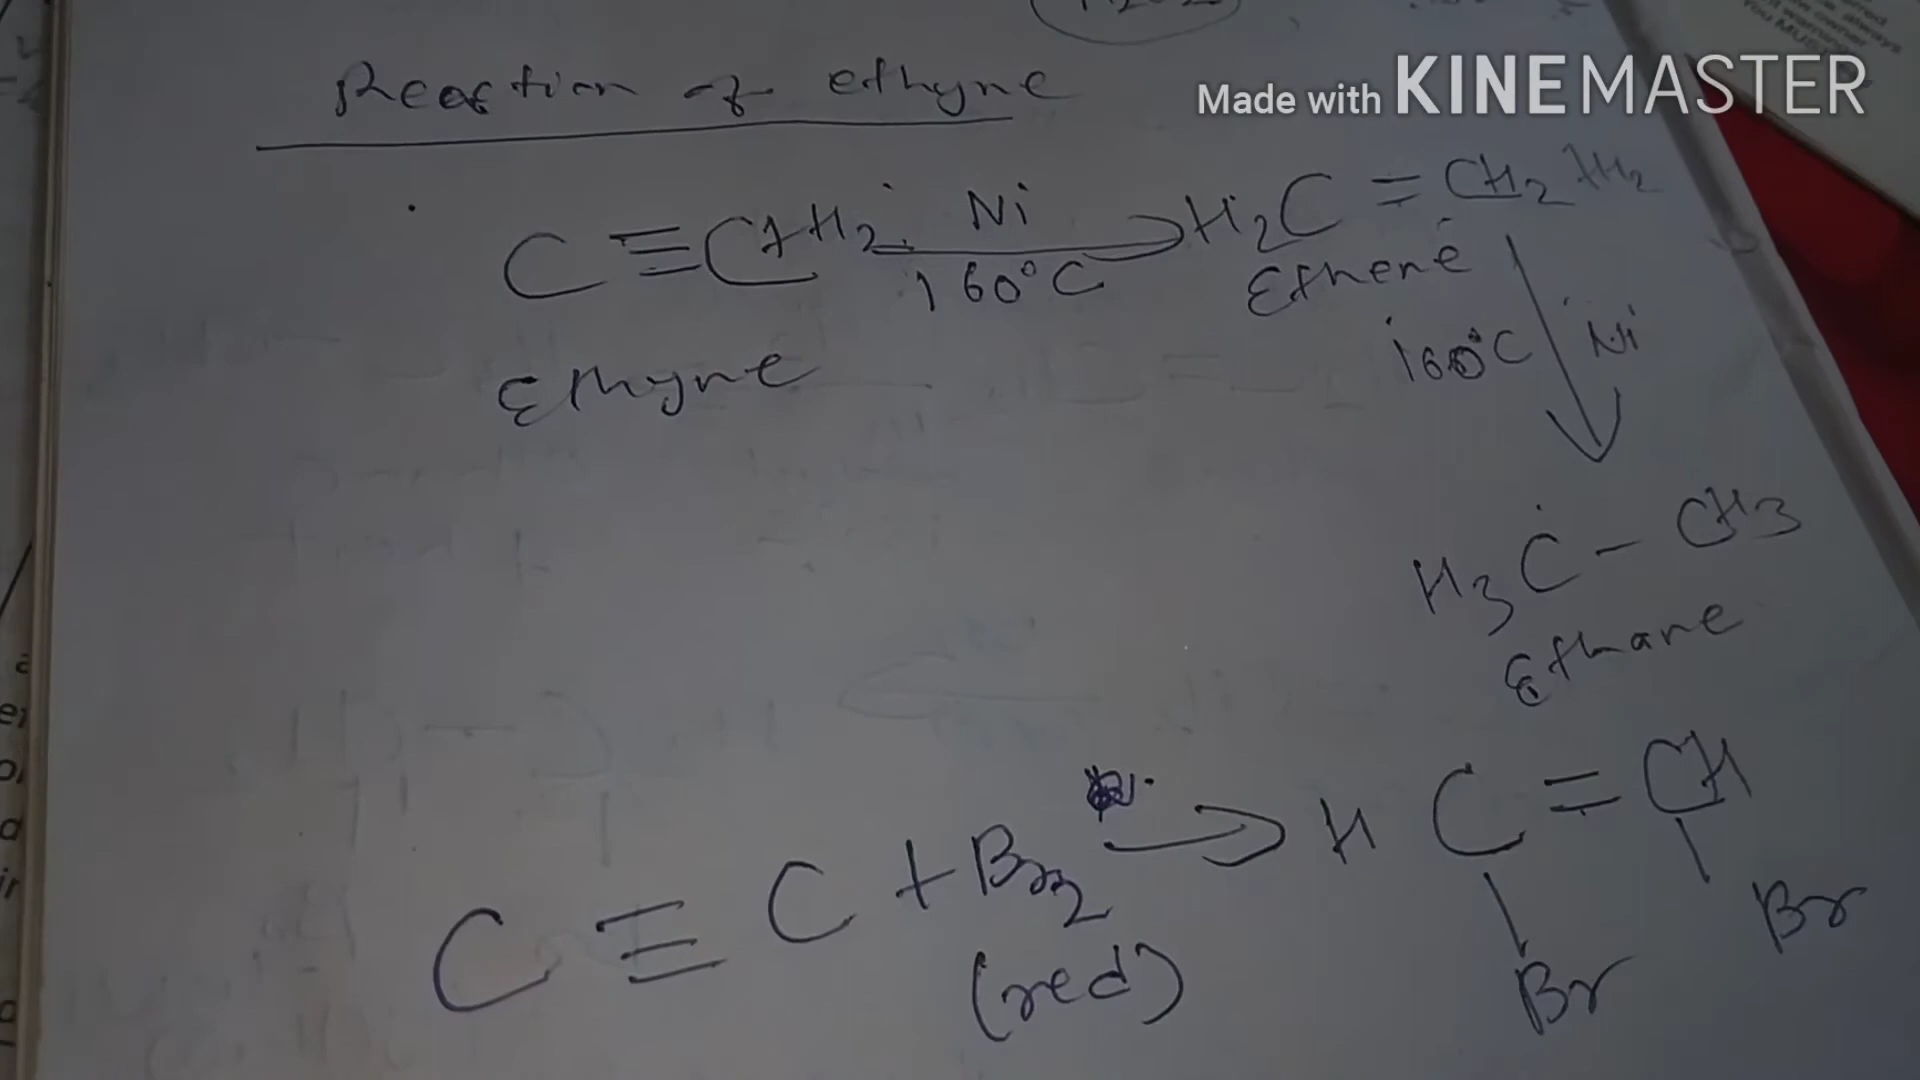 Reaction of ethyne
Made with KINEMASTER
C≡C+H2 Ni 160°C → H2C = CH2 +H2
Ethyne
Ethene
160°C Ni
H3C - CH3
Ethane
C ≡ C + Br2 → H C = CH
(red)
Br Br